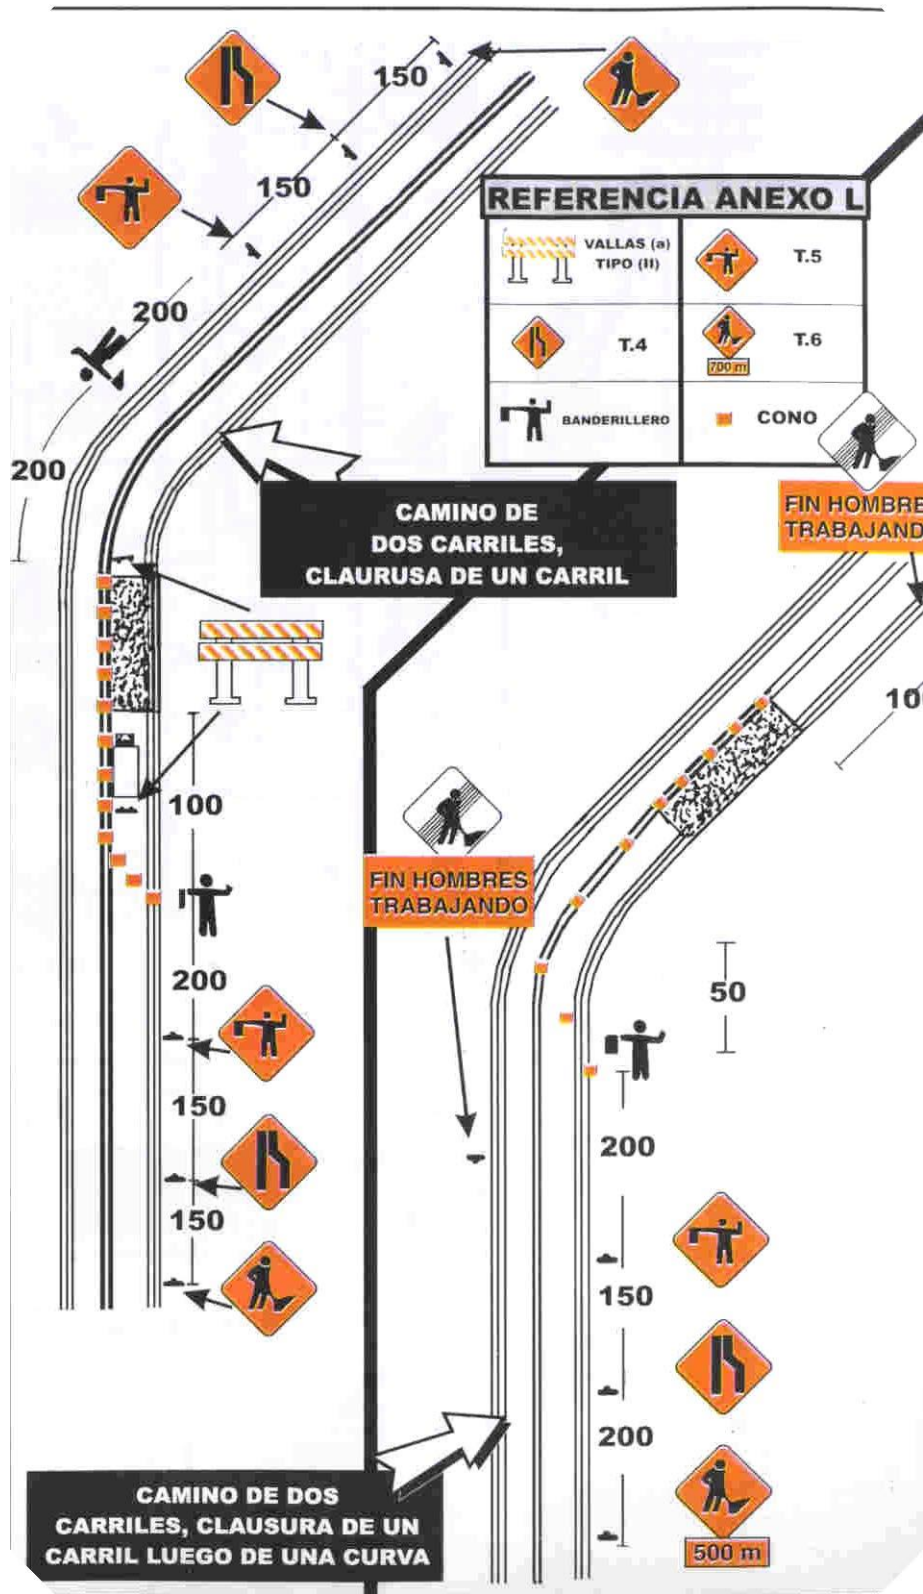 150
150
200
200
REFERENCIA ANEXO L
VALLAS (a)
TIPO (II)
T.5
T.4
T.6
700 m
BANDERILLERO
CONO
CAMINO DE
DOS CARRILES,
CLAURUSA DE UN CARRIL
FIN HOMBRE
TRABAJAND
100
200
150
150
10
FIN HOMBRES
TRABAJANDO
50
200
150
200
500 m
CAMINO DE DOS
CARRILES, CLAUSURA DE UN
CARRIL LUEGO DE UNA CURVA